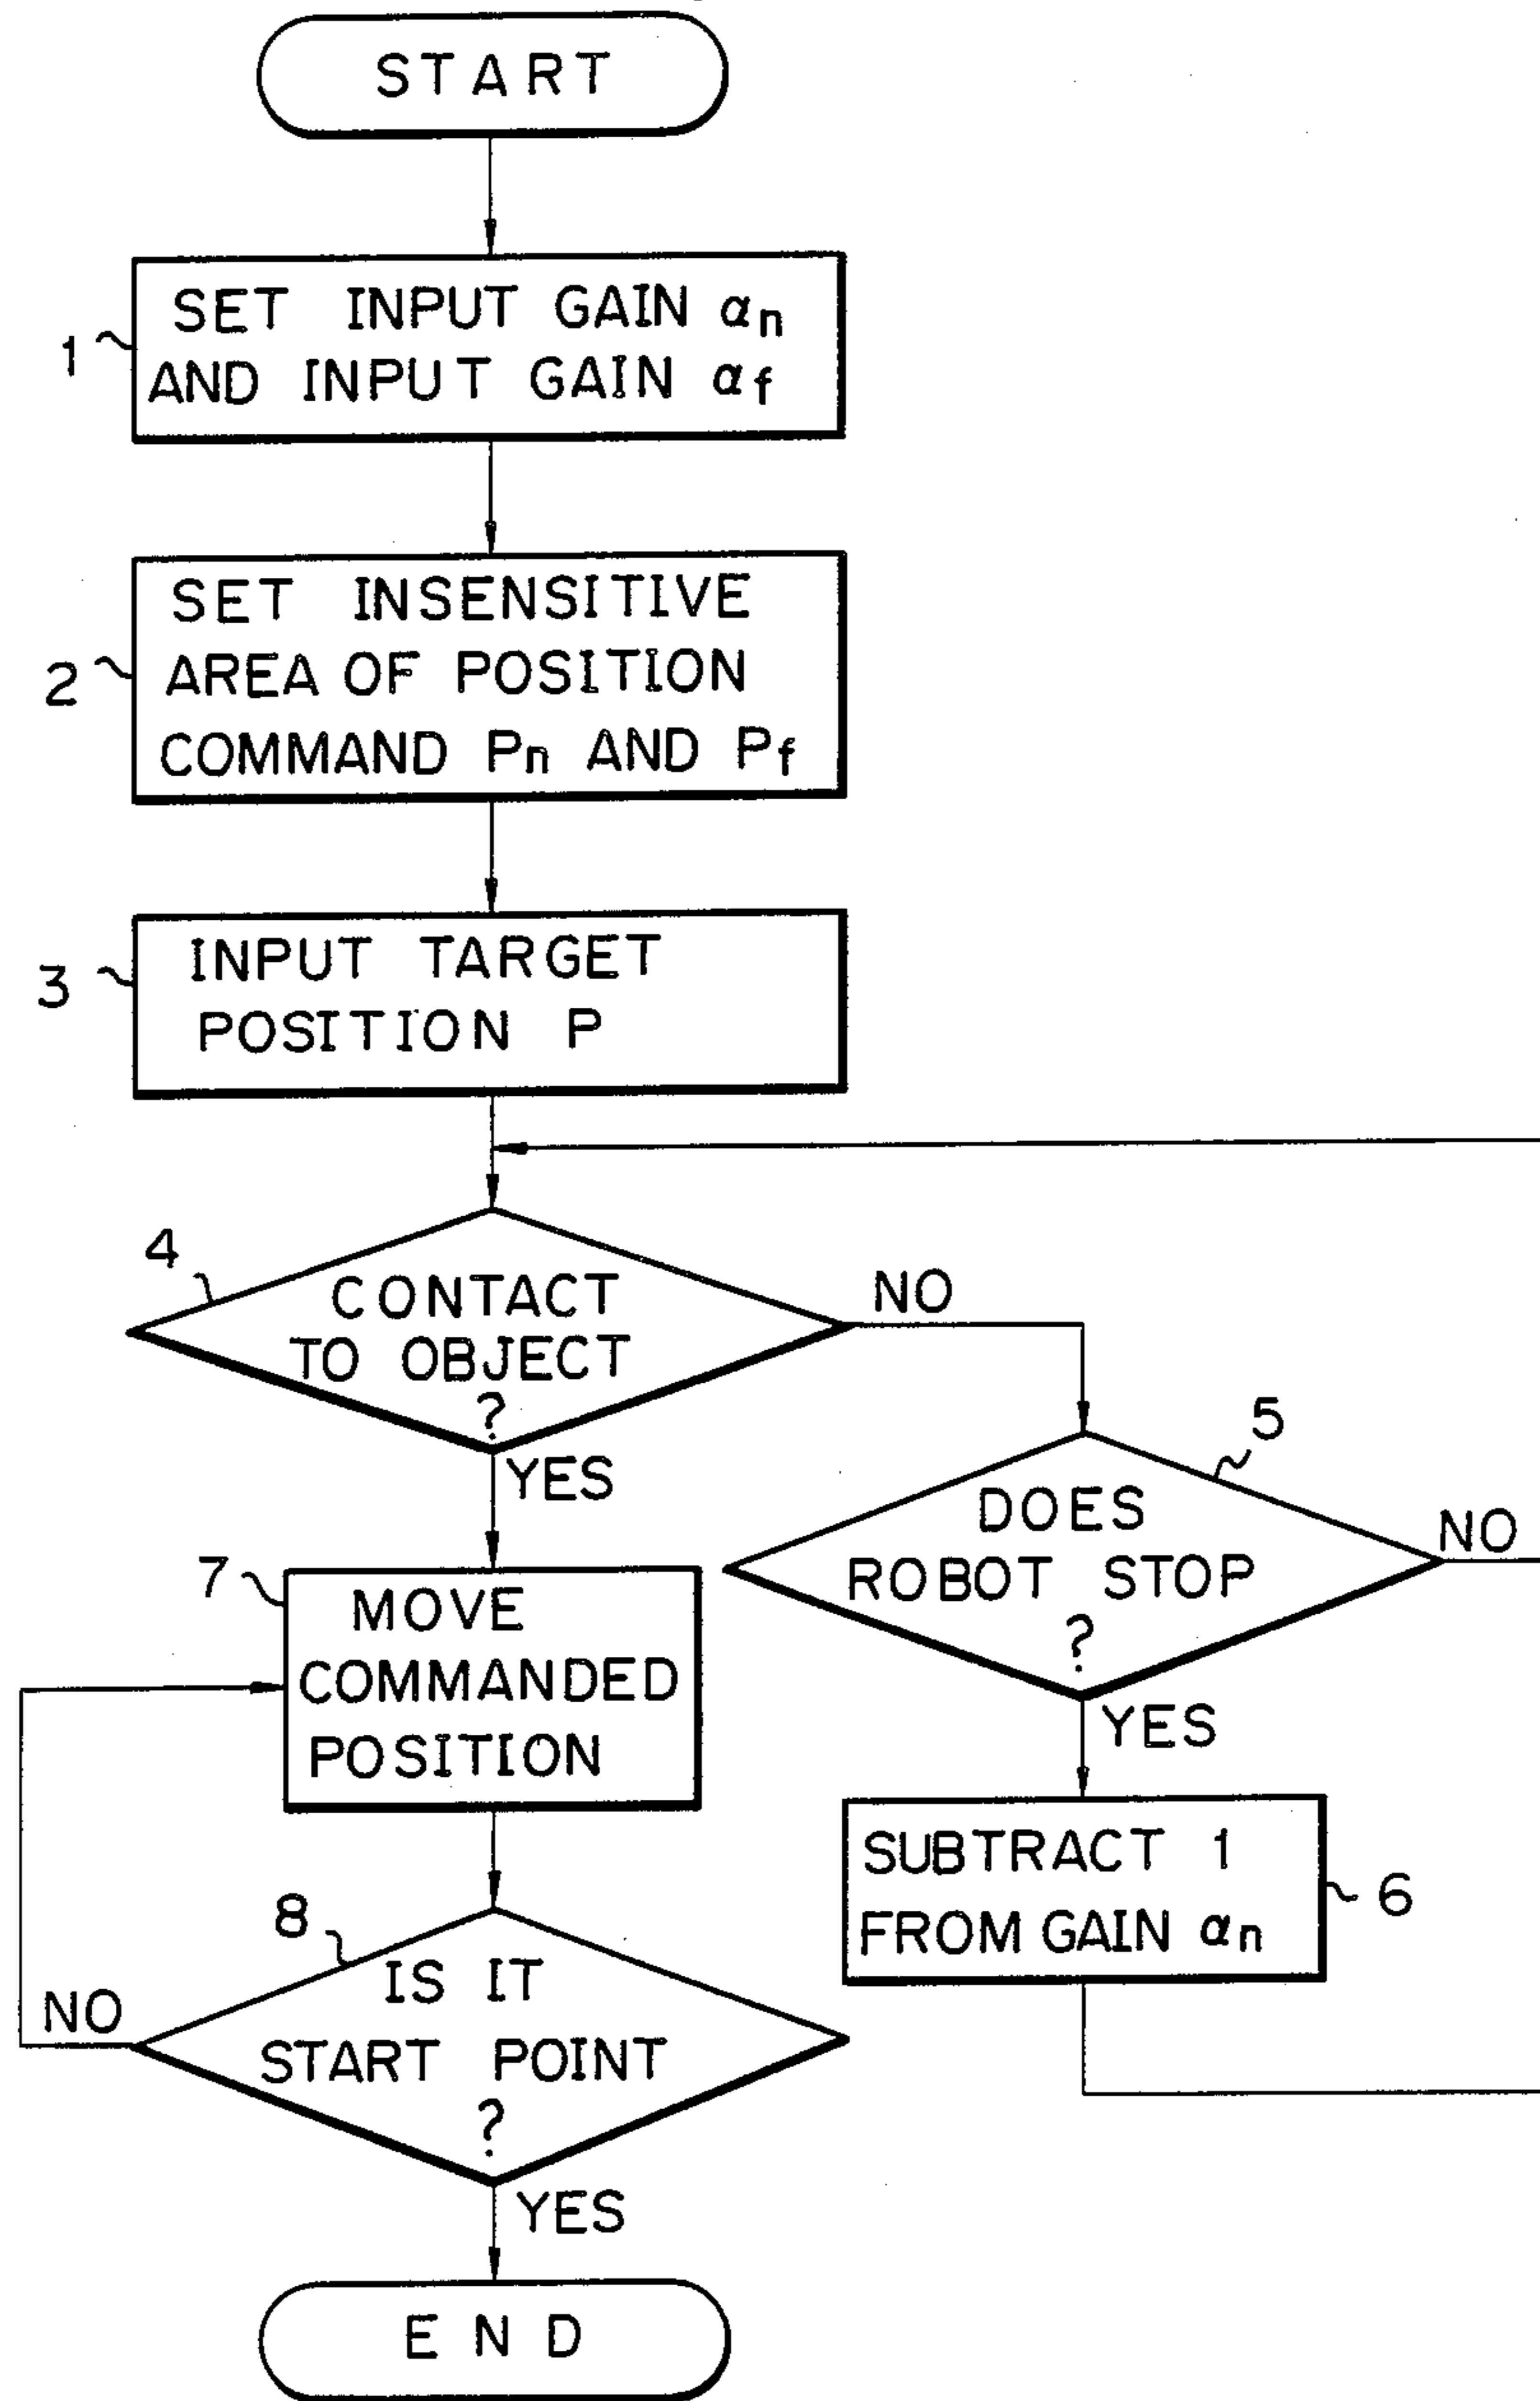 START
1
SET INPUT GAIN αn
AND INPUT GAIN αf
2
SET INSENSITIVE
AREA OF POSITION
COMMAND Pn AND Pf
3
INPUT TARGET
POSITION P
4
CONTACT
TO OBJECT
?
NO
YES
5
DOES
ROBOT STOP
?
NO
YES
SUBTRACT 1
FROM GAIN αn
6
7
MOVE
COMMANDED
POSITION
8
IS IT
START POINT
?
NO
YES
END